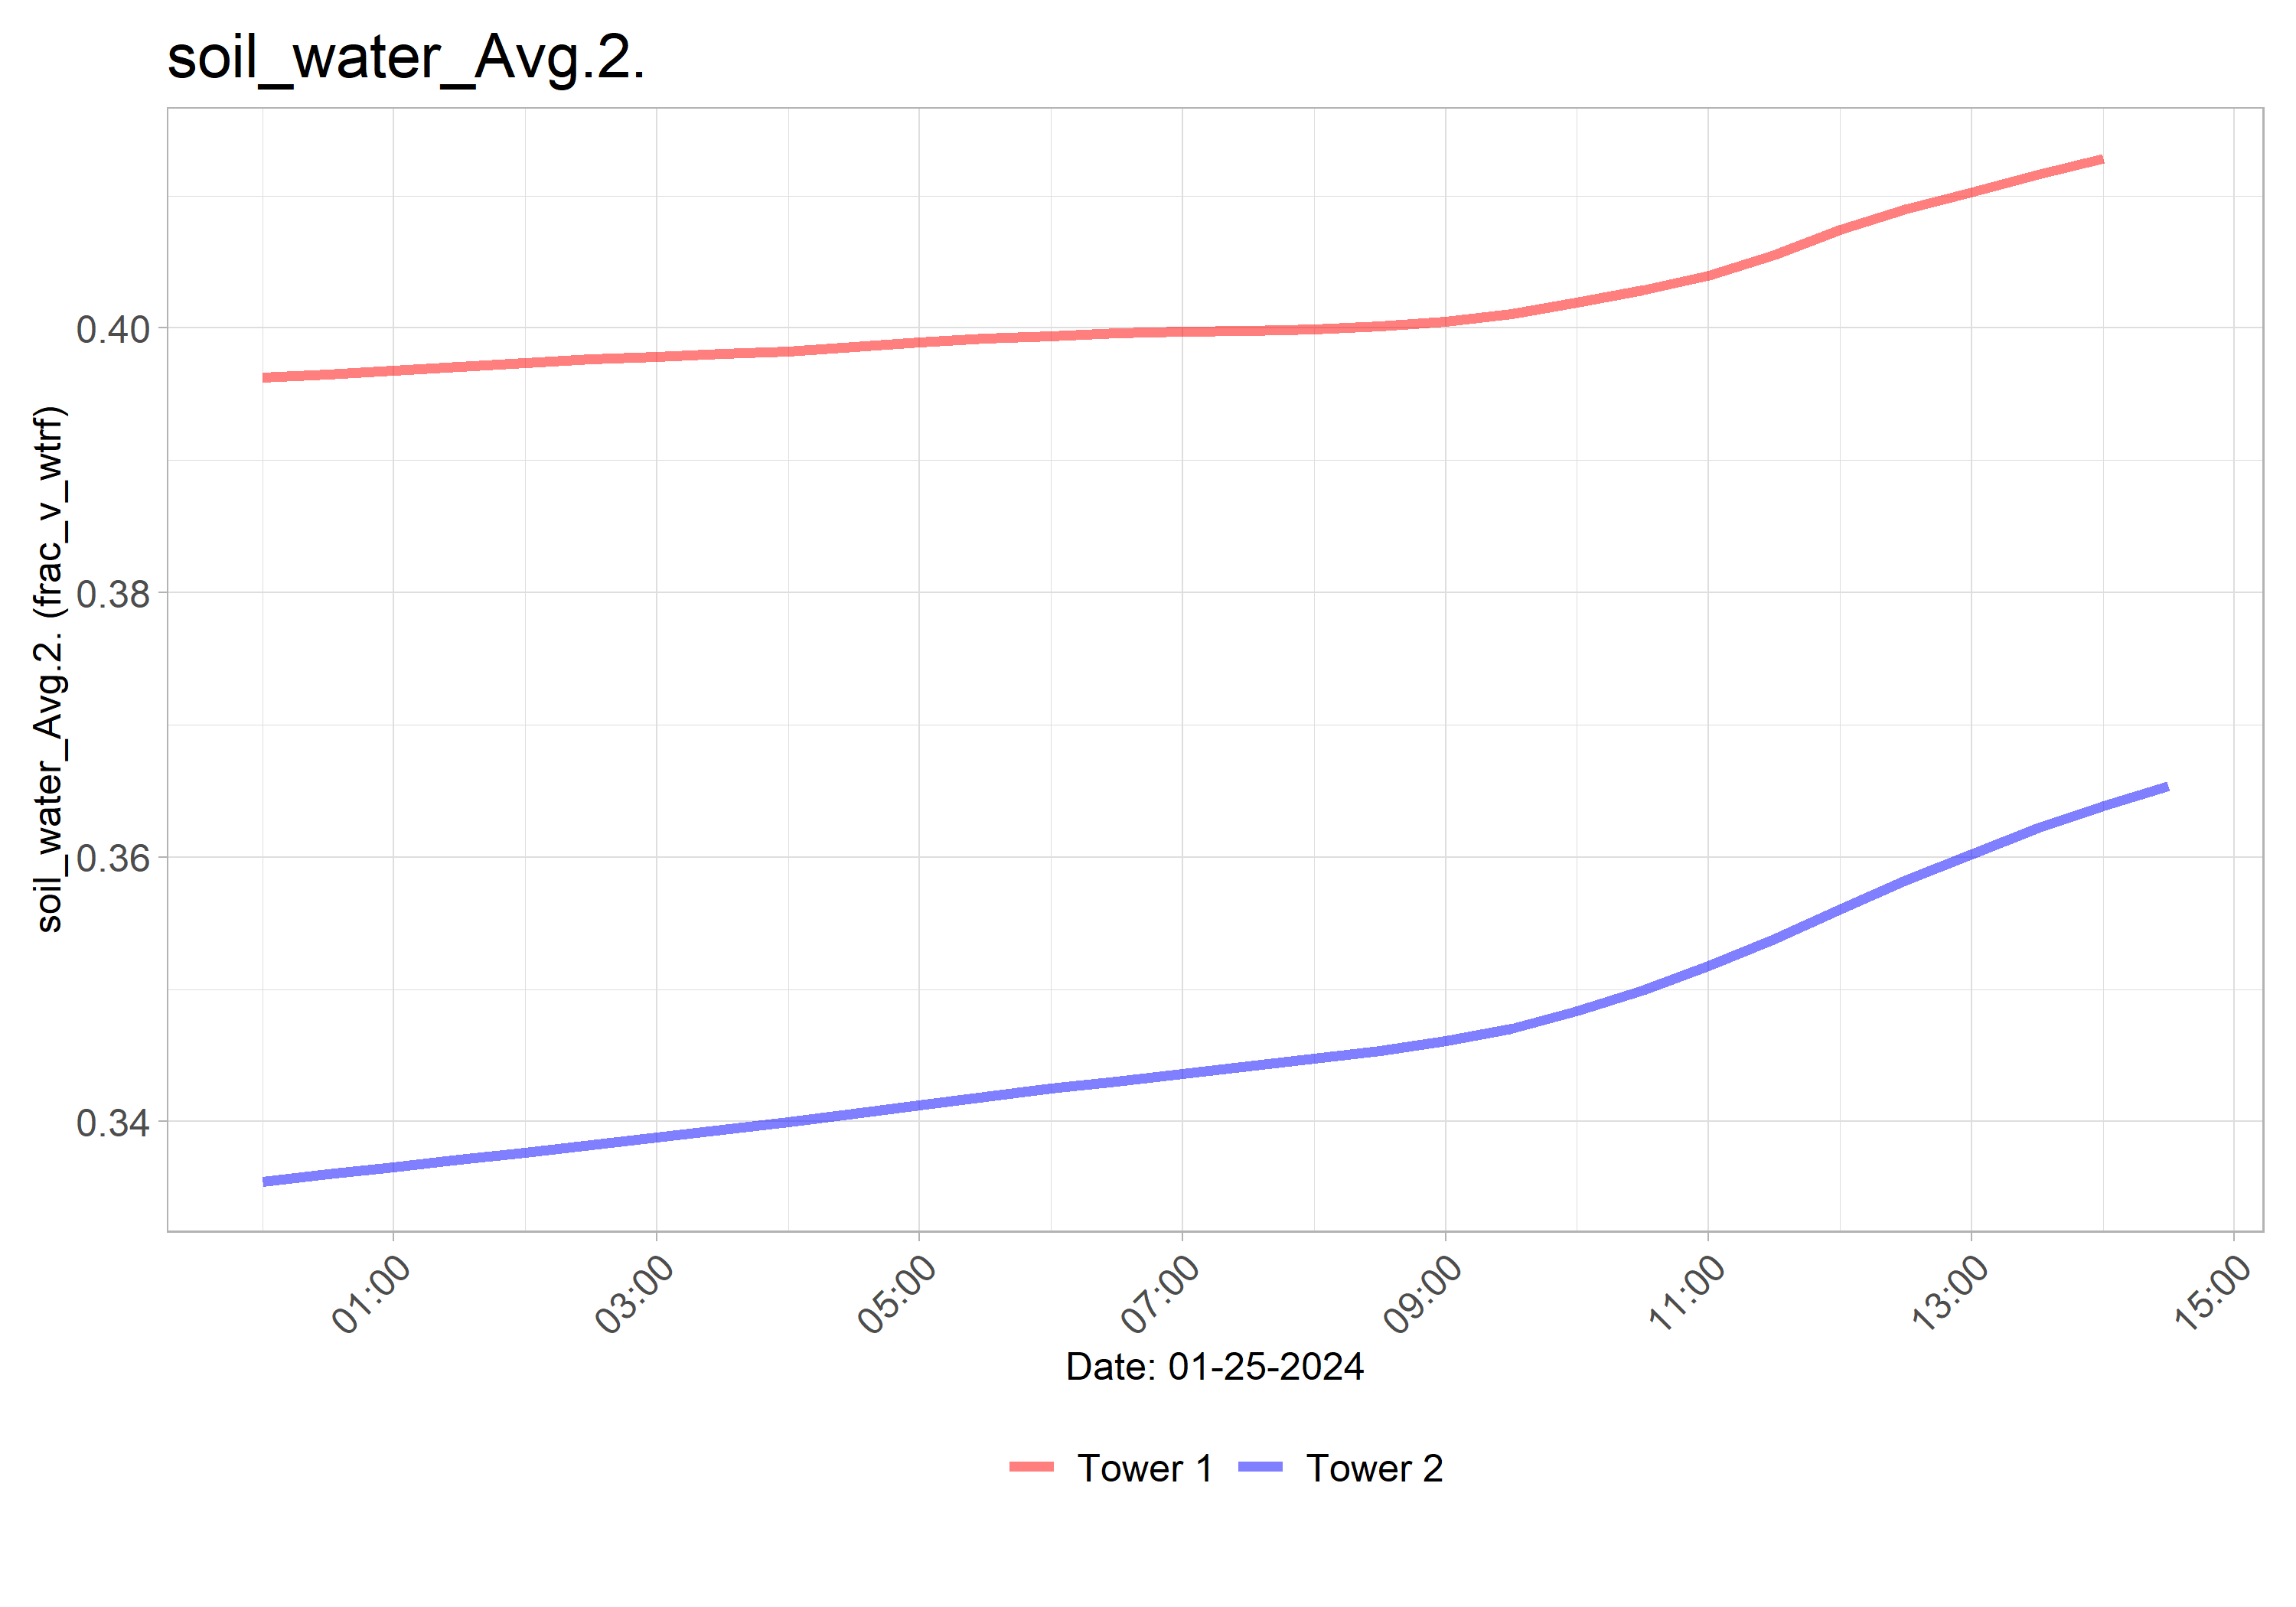 soil_water_Avg.2.
soil_water_Avg.2. (frac_v_wtrf)
0.40
0.38
0.36
0.34
01:00
03:00
05:00
07:00
09:00
11:00
13:00
15:00
Date: 01-25-2024
Tower 1
Tower 2